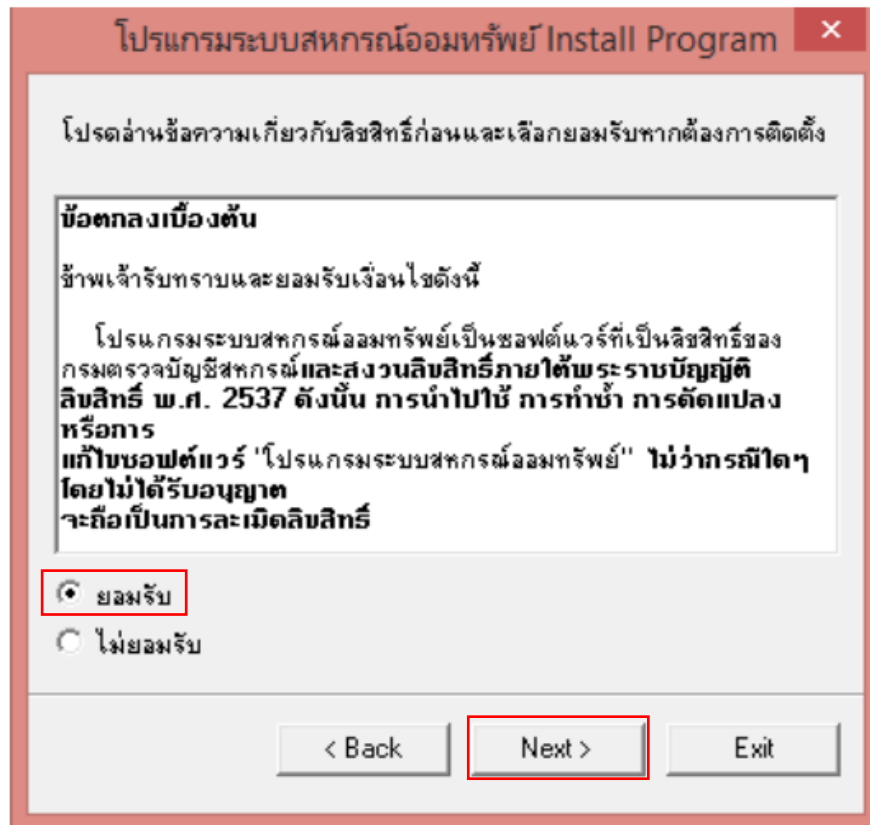 โปรแกรมระบบสหกรณ์ออมทรัพย์ Install Program
โปรดอ่านข้อความเกี่ยวกับลิขสิทธิ์ก่อนและเลือกยอมรับหากต้องการติดตั้ง
ข้อตกลงเบื้องต้น
ข้าพเจ้ารับทราบและยอมรับเงื่อนไขดังนี้
โปรแกรมระบบสหกรณ์ออมทรัพย์เป็นซอฟต์แวร์ที่เป็นลิขสิทธิ์ของ
กรมตรวจบัญชีสหกรณ์และสงวนลิขสิทธิ์ภายใต้พระราชบัญญัติ
ลิขสิทธิ์ พ.ศ. 2537 ดังนั้น การนำไปใช้ การทำซ้ำ การดัดแปลง
หรือการ
แก้ไขซอฟต์แวร์ "โปรแกรมระบบสหกรณ์ออมทรัพย์" ไม่ว่ากรณีใดๆ
โดยไม่ได้รับอนุญาต
จะถือเป็นการละเมิดลิขสิทธิ์
ยอมรับ
ไม่ยอมรับ
< Back Next > Exit